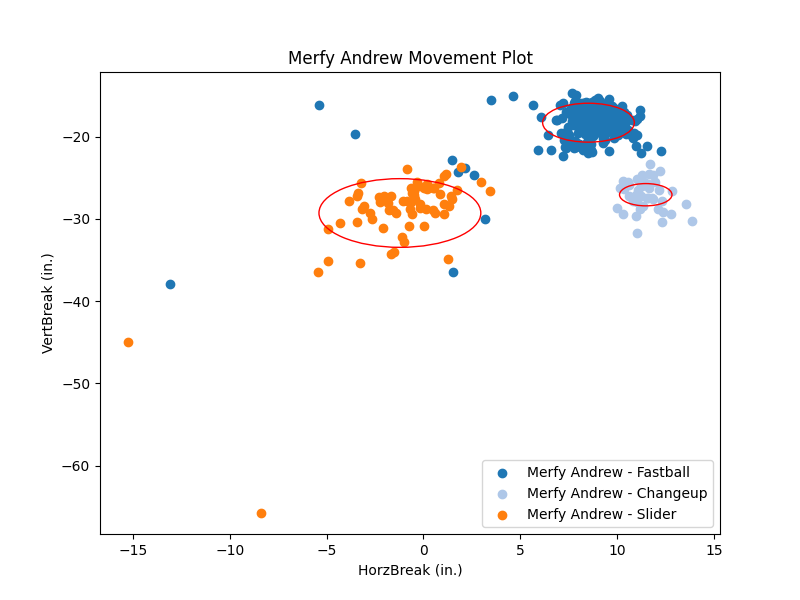 Merfy Andrew Movement Plot
VertBreak (in.)
−20
−30
−40
−50
−60
Merfy Andrew - Fastball
Merfy Andrew - Changeup
Merfy Andrew - Slider
−15
−10
−5
0
5
10
15
HorzBreak (in.)